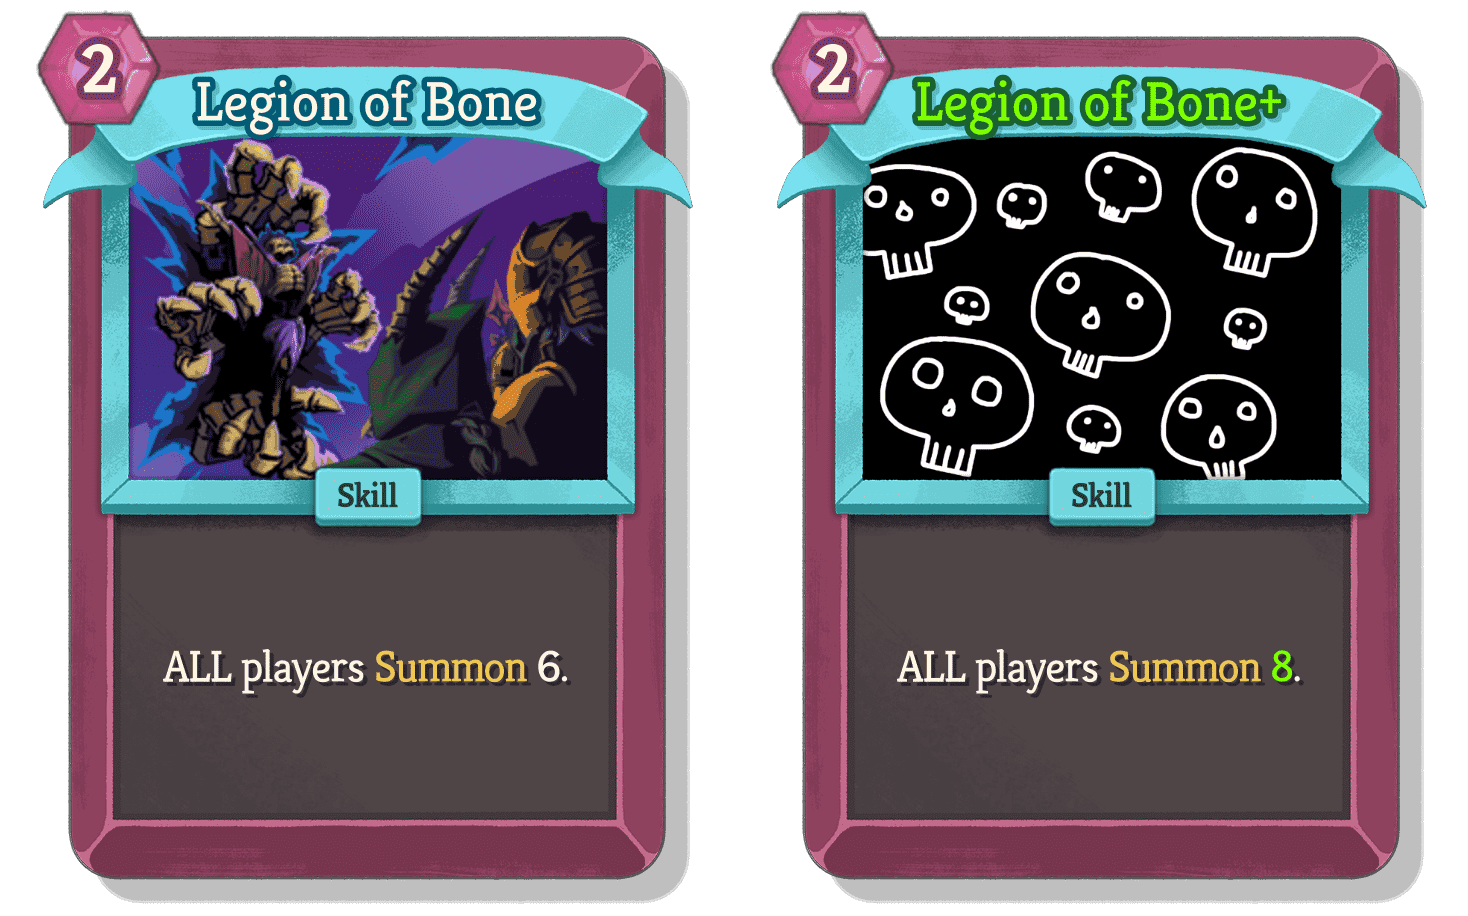 2
Legion of Bone
Skill
ALL players Summon 6.
2
Legion of Bone+
Skill
ALL players Summon 8.